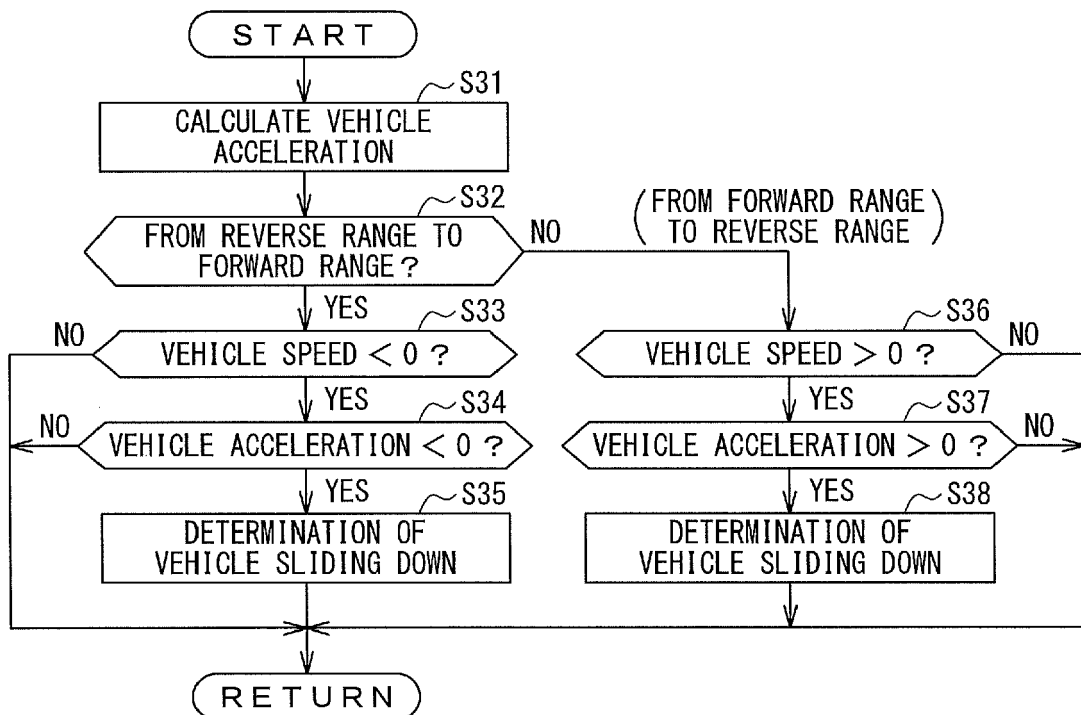 START
S31
CALCULATE VEHICLE
ACCELERATION
S32
FROM REVERSE RANGE TO
FORWARD RANGE?
NO
(FROM FORWARD RANGE
TO REVERSE RANGE)
YES
S33
NO
VEHICLE SPEED < 0 ?
YES
S34
NO
VEHICLE ACCELERATION < 0 ?
YES
S35
DETERMINATION OF
VEHICLE SLIDING DOWN
S36
VEHICLE SPEED > 0 ?
NO
YES
S37
VEHICLE ACCELERATION > 0 ?
NO
YES
S38
DETERMINATION OF
VEHICLE SLIDING DOWN
RETURN